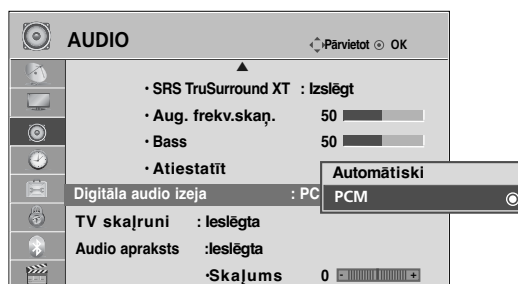 AUDIO Pārvietot OK
• SRS TruSurround XT : Izslēgt
• Aug. frekv.skaņ. 50
• Bass 50
• Atiestatīt
Automātiski
Digitāla audio izeja : PC
PCM
TV skaļruni : Ieslēgta
Audio apraksts :Ieslēgta
•Skaļums 0 - +